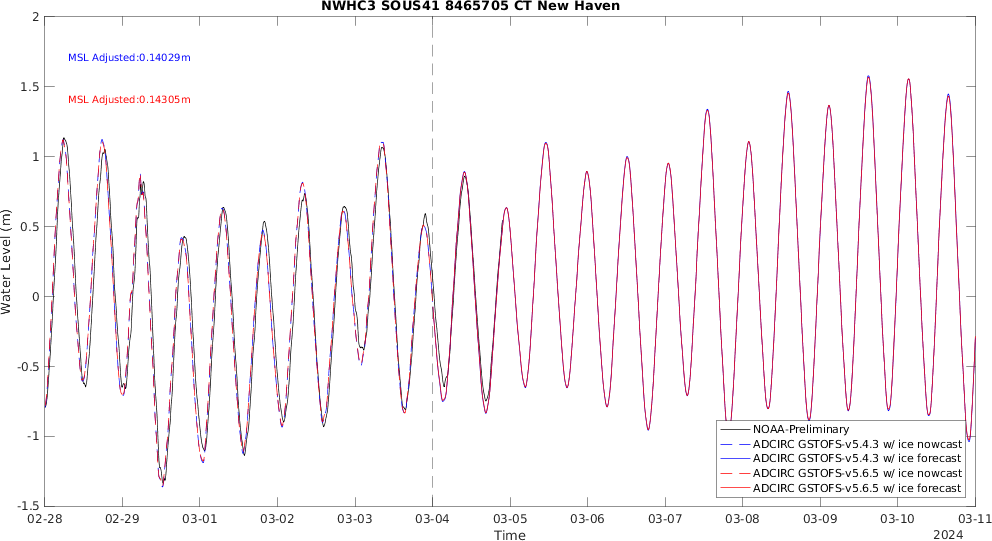 NWHC3 SOUS41 8465705 CT New Haven
2
1.5
1
0.5
0
-0.5
-1
-1.5
Water Level (m)
MSL Adjusted:0.14029m
MSL Adjusted:0.14305m
NOAA-Preliminary
ADCIRC GSTOFS-v5.4.3 w/ ice nowcast
ADCIRC GSTOFS-v5.4.3 w/ ice forecast
ADCIRC GSTOFS-v5.6.5 w/ ice nowcast
ADCIRC GSTOFS-v5.6.5 w/ ice forecast
02-28 02-29 03-01 03-02 03-03 03-04 03-05 03-06 03-07 03-08 03-09 03-10 03-11
Time
2024